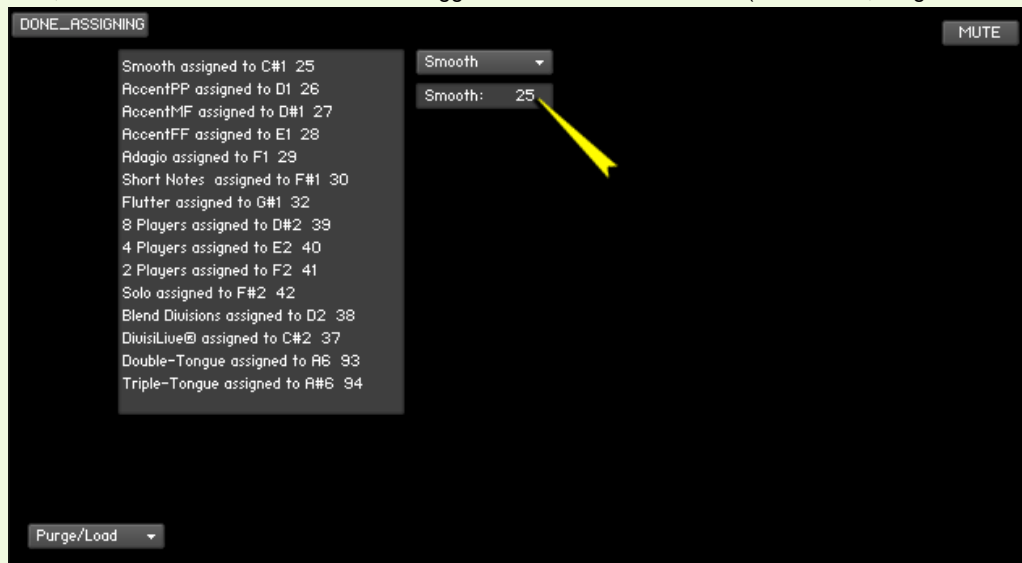 DONE_ASSIGNING
MUTE
Smooth assigned to C#1 25
AccentPP assigned to D1 26
AccentMF assigned to D#1 27
AccentFF assigned to E1 28
Adagio assigned to F1 29
Short Notes assigned to F#1 30
Flutter assigned to G#1 32
8 Players assigned to D#2 39
4 Players assigned to E2 40
2 Players assigned to F2 41
Solo assigned to F#2 42
Blend Divisions assigned to D2 38
DivisiLive® assigned to C#2 37
Double-Tongue assigned to A6 93
Triple-Tongue assigned to A#6 94
Smooth
Smooth: 25
Purge/Load